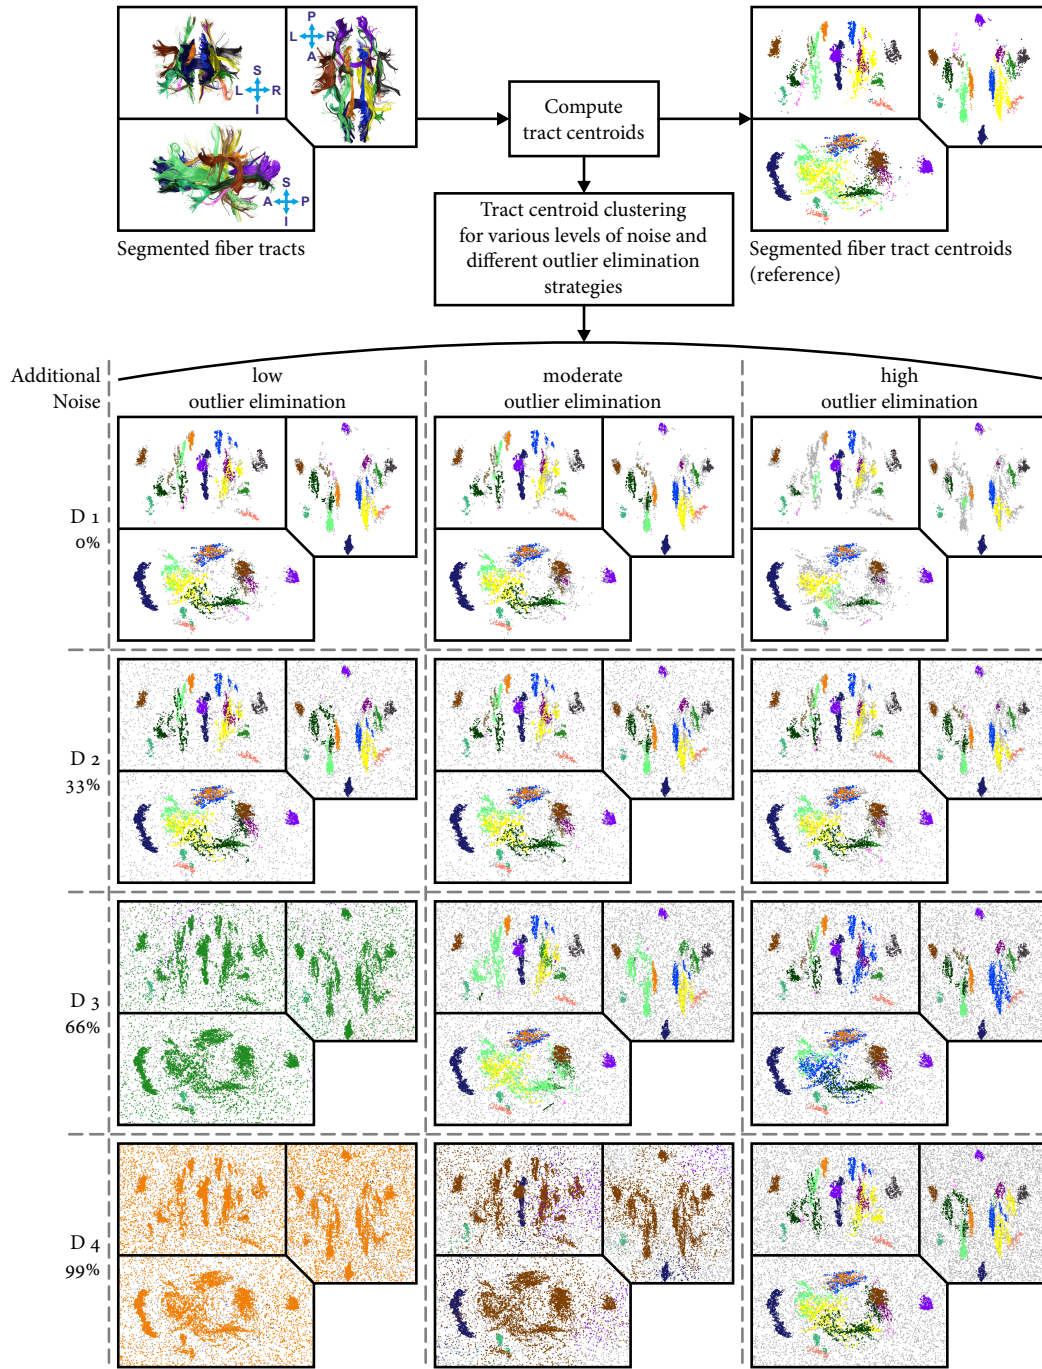 P
L R
A
S
L R
I
S
A P
I
Segmented fiber tracts
Compute
tract centroids
Tract centroid clustering
for various levels of noise and
different outlier elimination
strategies
Segmented fiber tract centroids
(reference)
Additional
Noise
low
outlier elimination
moderate
outlier elimination
high
outlier elimination
D 1
0%
D 2
33%
D 3
66%
D 4
99%